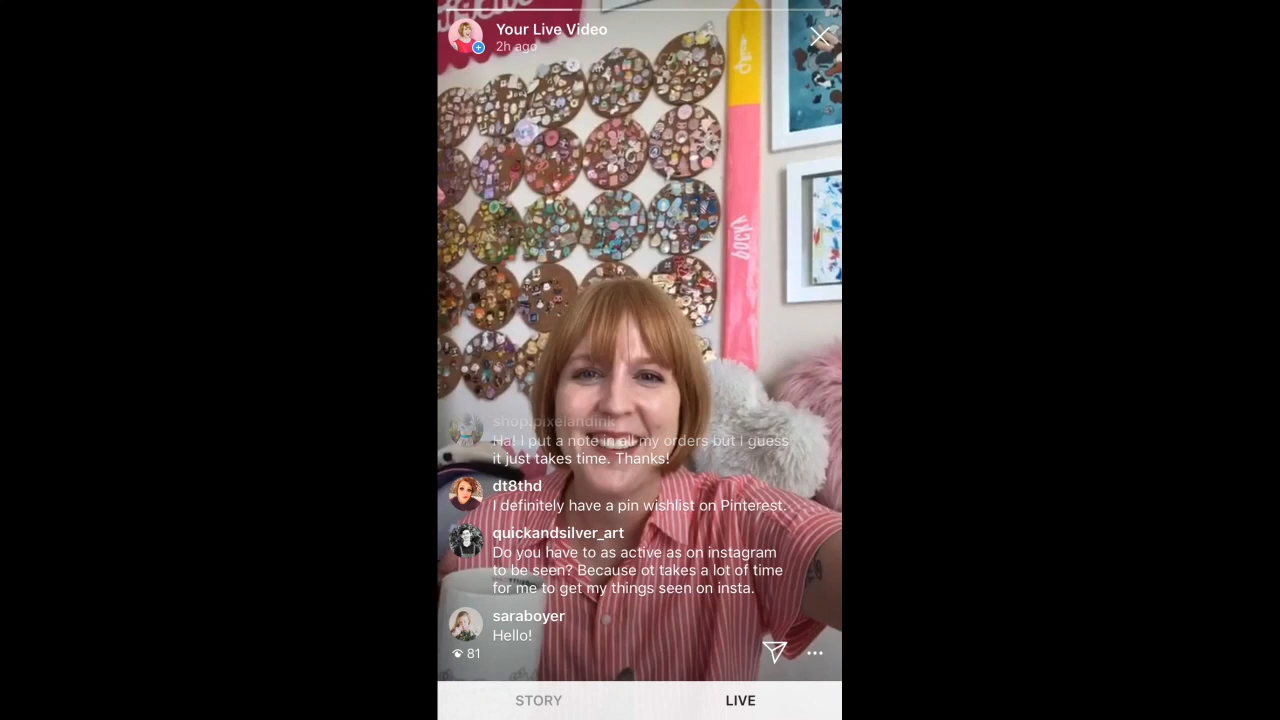 Your Live Video
2h ago
pocky
shop.pixelandink
Ha! I put a note in all my orders but I guess
it just takes time. Thanks!
dt8thd
I definitely have a pin wishlist on Pinterest.
quickandsilver_art
Do you have to as active as on instagram
to be seen? Because ot takes a lot of time
for me to get my things seen on insta.
saraboyer
Hello!
81
STORY
LIVE